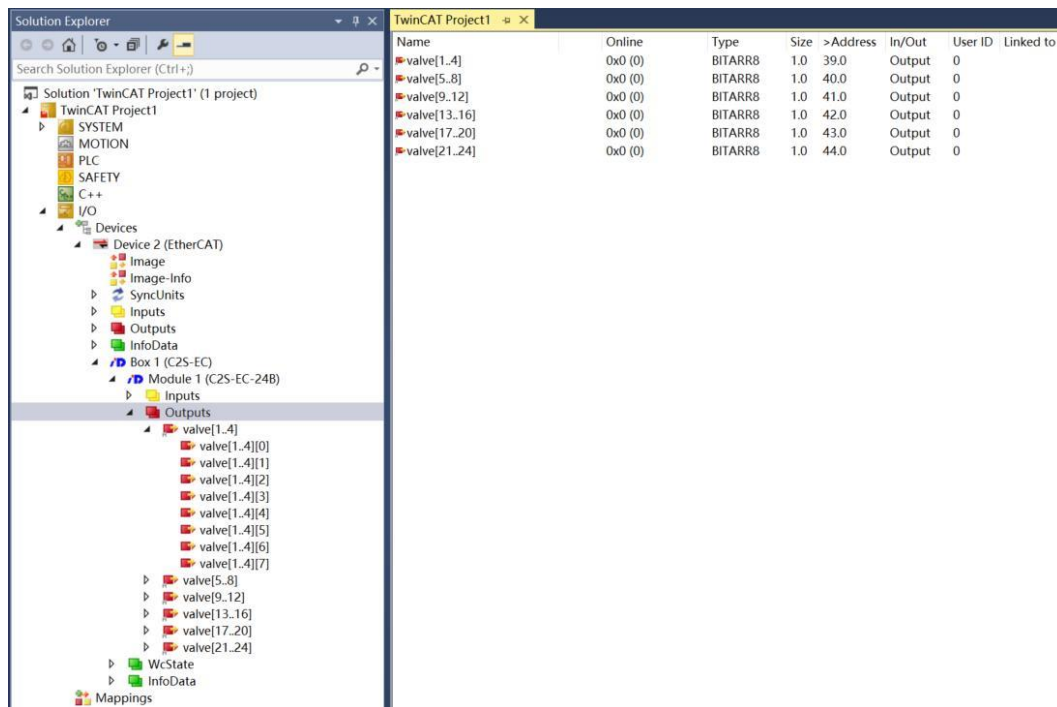 Solution Explorer
Search Solution Explorer (Ctrl+;)
Solution 'TwinCAT Project1' (1 project)
TwinCAT Project1
SYSTEM
MOTION
PLC
SAFETY
C++
I/O
Devices
Device 2 (EtherCAT)
Image
Image-Info
SyncUnits
Inputs
Outputs
InfoData
Box 1 (C2S-EC)
Module 1 (C2S-EC-24B)
Inputs
Outputs
valve[1..4]
valve[1..4][0]
valve[1..4][1]
valve[1..4][2]
valve[1..4][3]
valve[1..4][4]
valve[1..4][5]
valve[1..4][6]
valve[1..4][7]
valve[5..8]
valve[9..12]
valve[13..16]
valve[17..20]
valve[21..24]
WcState
InfoData
Mappings
TwinCAT Project1
Name Online Type Size >Address In/Out User ID Linked to
valve[1..4] 0x0 (0) BITARR8 1.0 39.0 Output 0
valve[5..8] 0x0 (0) BITARR8 1.0 40.0 Output 0
valve[9..12] 0x0 (0) BITARR8 1.0 41.0 Output 0
valve[13..16] 0x0 (0) BITARR8 1.0 42.0 Output 0
valve[17..20] 0x0 (0) BITARR8 1.0 43.0 Output 0
valve[21..24] 0x0 (0) BITARR8 1.0 44.0 Output 0